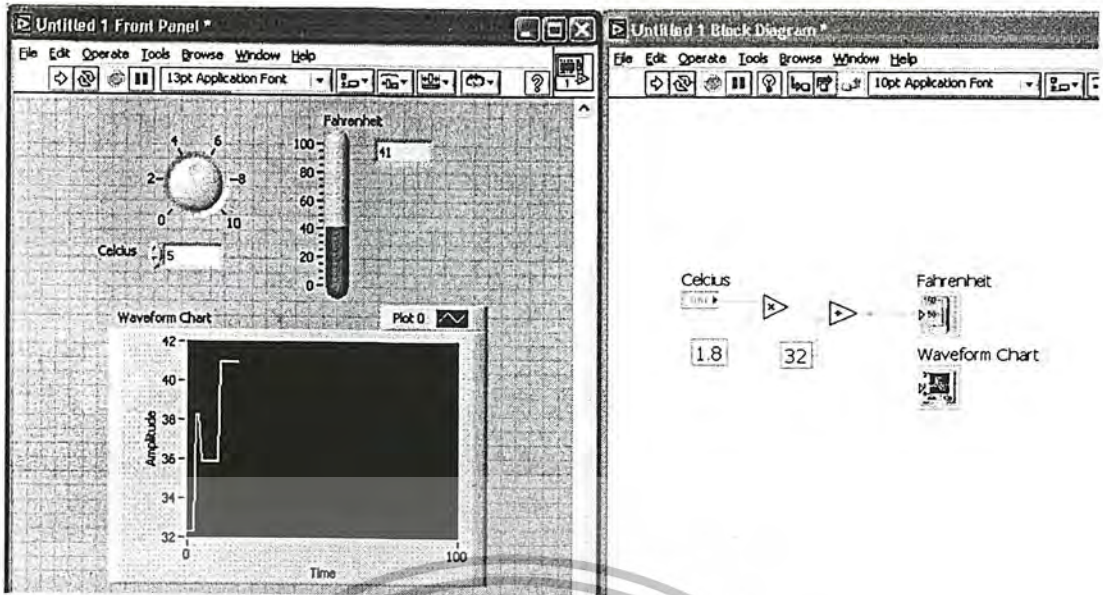 Untitled 1 Front Panel *
File Edit Operate Tools Browse Window Help
13pt Application Font
1
Fahrenheit
100
80
60
40
20
0
41
0
2
4
6
8
10
Celcius
5
Waveform Chart
Plot 0
42
40
38
36
34
32
Amplitude
0
100
Time
Untitled 1 Block Diagram *
File Edit Operate Tools Browse Window Help
10pt Application Font
Celcius
1.8
32
Fahrenheit
Waveform Chart